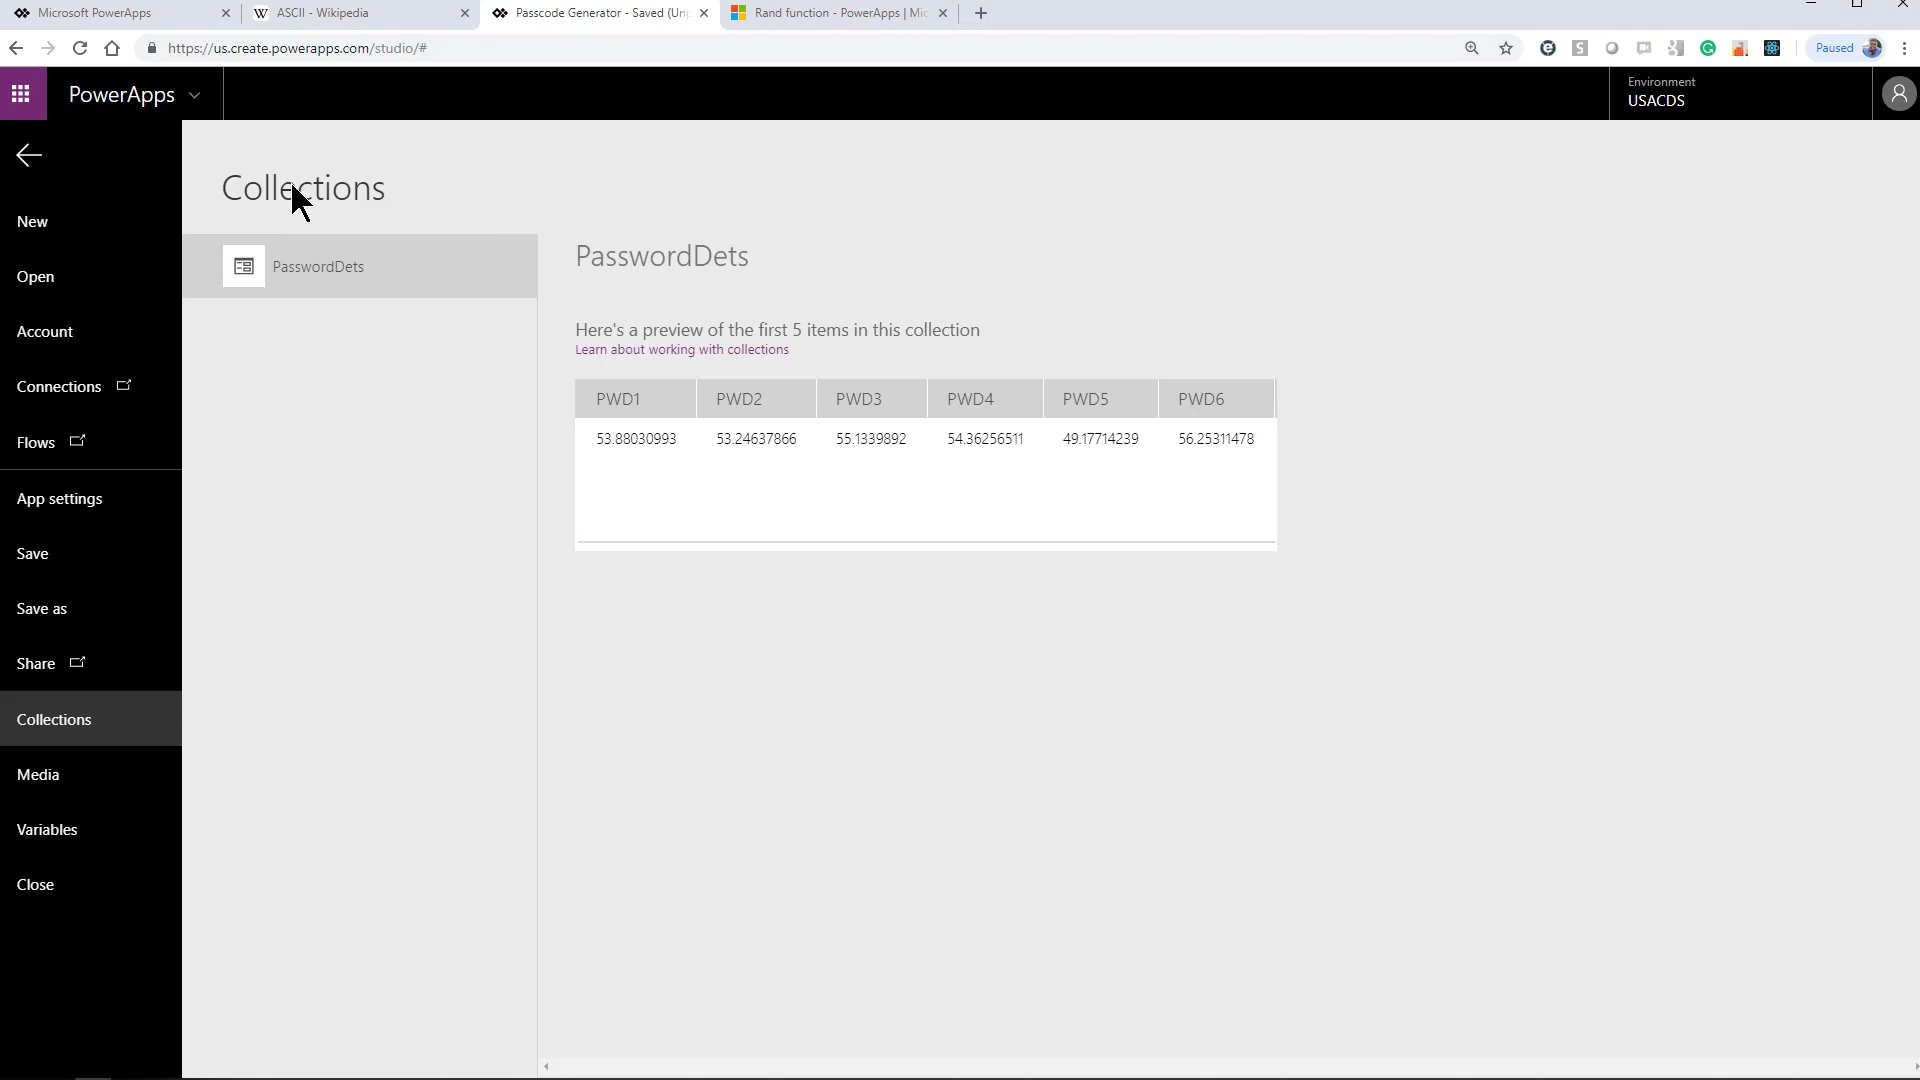 Microsoft PowerApps
ASCII - Wikipedia
Passcode Generator - Saved (Unp
Rand function - PowerApps | Mic
https://us.create.powerapps.com/studio/#
Paused
PowerApps
Environment
USACDS
New
Open
Account
Connections
Flows
App settings
Save
Save as
Share
Collections
Media
Variables
Close
Collections
PasswordDets
PasswordDets
Here's a preview of the first 5 items in this collection
Learn about working with collections
PWD1 PWD2 PWD3 PWD4 PWD5 PWD6
53.88030993 53.24637866 55.1339892 54.36256511 49.17714239 56.25311478